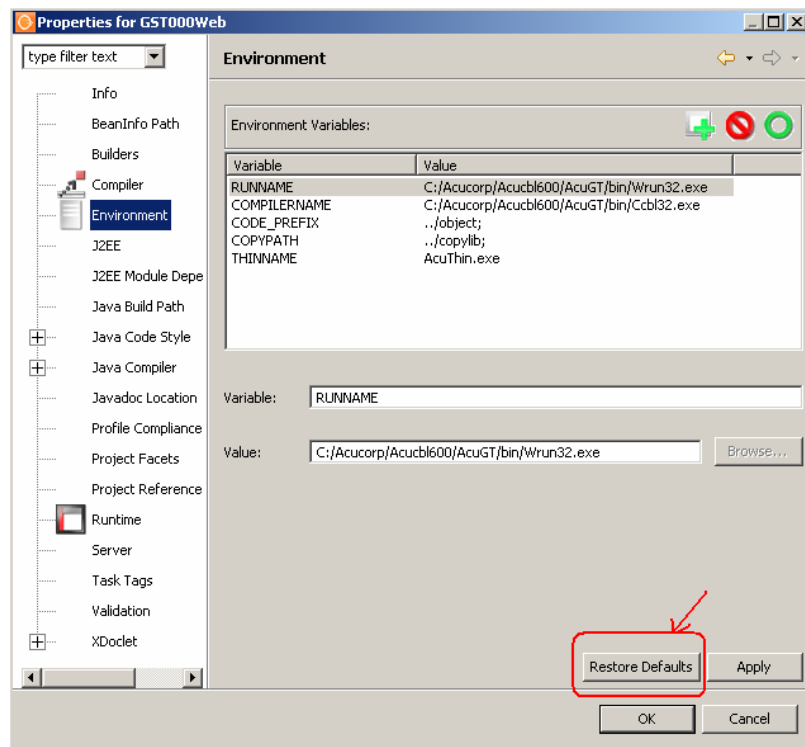 Properties for GST000Web
type filter text
Info
BeanInfo Path
Builders
Compiler
Environment
J2EE
J2EE Module Depe
Java Build Path
Java Code Style
Java Compiler
Javadoc Location
Profile Compliance
Project Facets
Project Reference
Runtime
Server
Task Tags
Validation
XDoclet
Environment
Environment Variables:
Variable Value
RUNNAME C:/Acucorp/Acucbl600/AcuGT/bin/Wrun32.exe
COMPILERNAME C:/Acucorp/Acucbl600/AcuGT/bin/Ccbl32.exe
CODE_PREFIX ../object;
COPYPATH ../copylib;
THINNAME AcuThin.exe
Variable: RUNNAME
Value: C:/Acucorp/Acucbl600/AcuGT/bin/Wrun32.exe Browse...
Restore Defaults Apply
OK Cancel